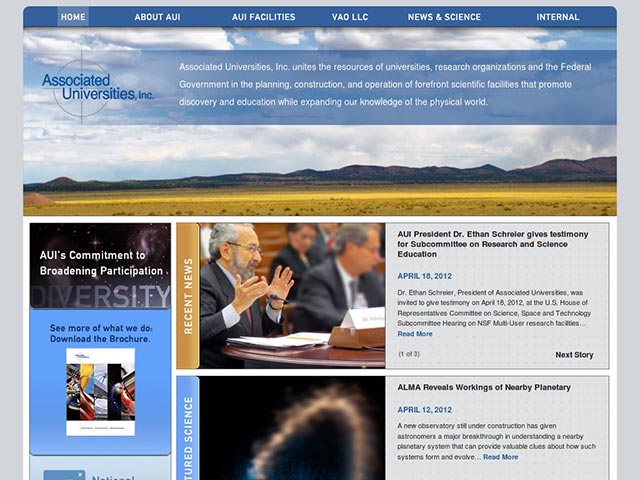 HOME
ABOUT AUI
AUI FACILITIES
VAO LLC
NEWS & SCIENCE
INTERNAL
Associated
Universities, Inc.
Associated Universities, Inc. unites the resources of universities, research organizations and the Federal
Government in the planning, construction, and operation of forefront scientific facilities that promote
discovery and education while expanding our knowledge of the physical world.
AUI's Commitment to
Broadening Participation
DIVERSITY
See more of what we do:
Download the Brochure.
National
RECENT NEWS
AUI President Dr. Ethan Schreier gives testimony
for Subcommittee on Research and Science
Education
APRIL 18, 2012
Dr. Ethan Schreier, President of Associated Universities, was
invited to give testimony on April 18, 2012, at the U.S. House of
Representatives Committee on Science, Space and Technology
Subcommittee Hearing on NSF Multi-User research facilities…
Read More
(1 of 3)
Next Story
TURED SCIENCE
ALMA Reveals Workings of Nearby Planetary
APRIL 12, 2012
A new observatory still under construction has given
astronomers a major breakthrough in understanding a nearby
planetary system that can provide valuable clues about how such
systems form and evolve… Read More